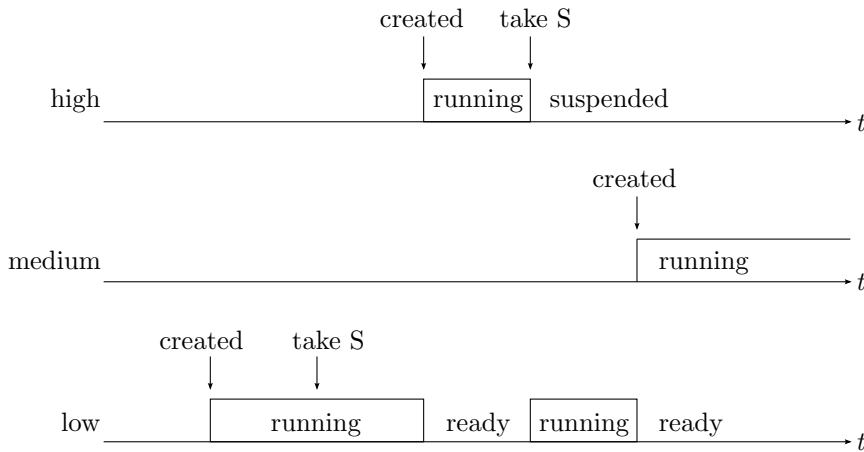 created take S
high running suspended t
created
medium running t
created take S
low running ready running ready t